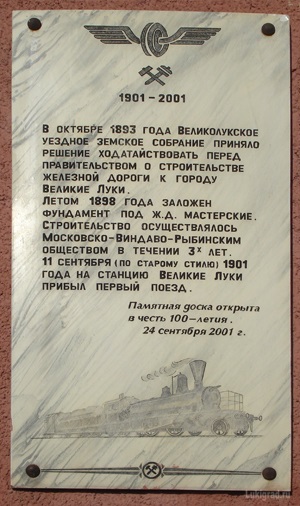 1901-2001
В ОКТЯБРЕ 1893 ГОДА ВЕЛИКОЛУКСКОЕ
УЕЗДНОЕ ЗЕМСКОЕ СОБРАНИЕ ПРИНЯЛО
РЕШЕНИЕ ХОДАТАЙСТВОВАТЬ ПЕРЕД
ПРАВИТЕЛЬСТВОМ О СТРОИТЕЛЬСТВЕ
ЖЕЛЕЗНОЙ ДОРОГИ К ГОРОДУ
ВЕЛИКИЕ ЛУКИ.
ЛЕТОМ 1898 ГОДА ЗАЛОЖЕН
ФУНДАМЕНТ ПОД Ж.Д. МАСТЕРСКИЕ.
СТРОИТЕЛЬСТВО ОСУЩЕСТВЛЯЛОСЬ
МОСКОВСКО-ВИНДАВО-РЫБИНСКИМ
ОБЩЕСТВОМ В ТЕЧЕНИИ 3Х ЛЕТ.
11 СЕНТЯБРЯ (ПО СТАРОМУ СТИЛЮ) 1901
ГОДА НА СТАНЦИЮ ВЕЛИКИЕ ЛУКИ
ПРИБЫЛ ПЕРВЫЙ ПОЕЗД.
Памятная доска открыта
в честь 100-летия.
24 сентября 2001 г.